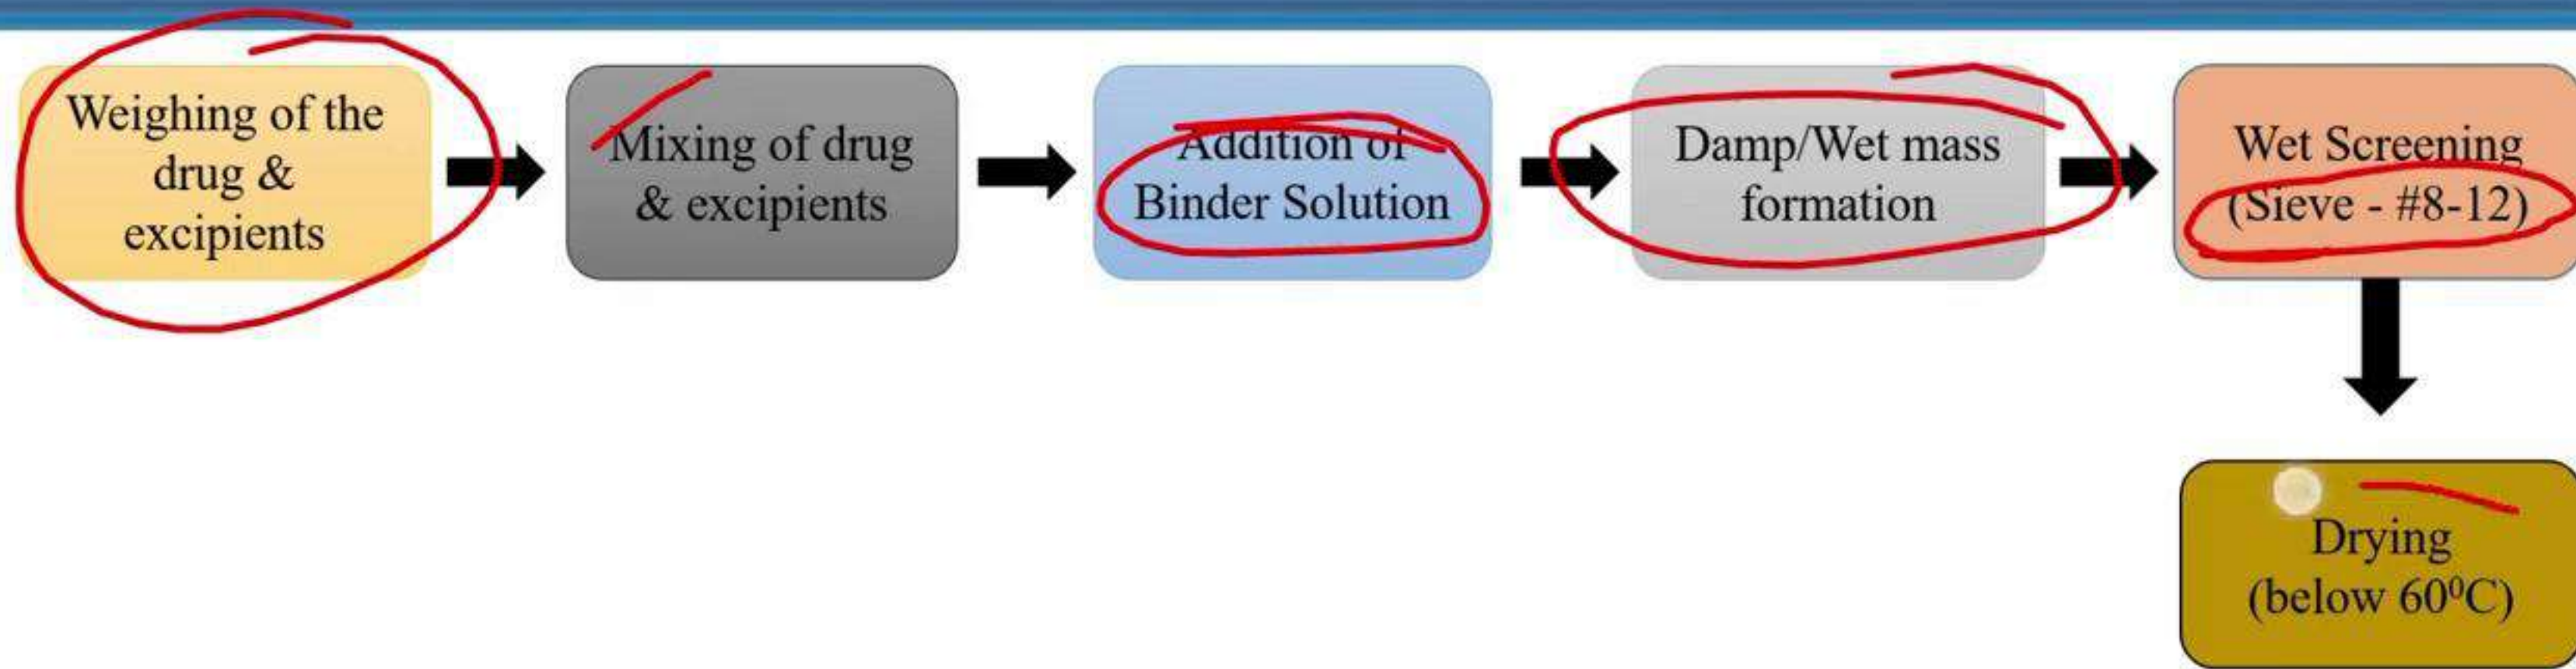 Weighing of the
drug &
excipients
Mixing of drug
& excipients
Addition of
Binder Solution
Damp/Wet mass
formation
Wet Screening
(Sieve - #8-12)
Drying
(below 60⁰C)